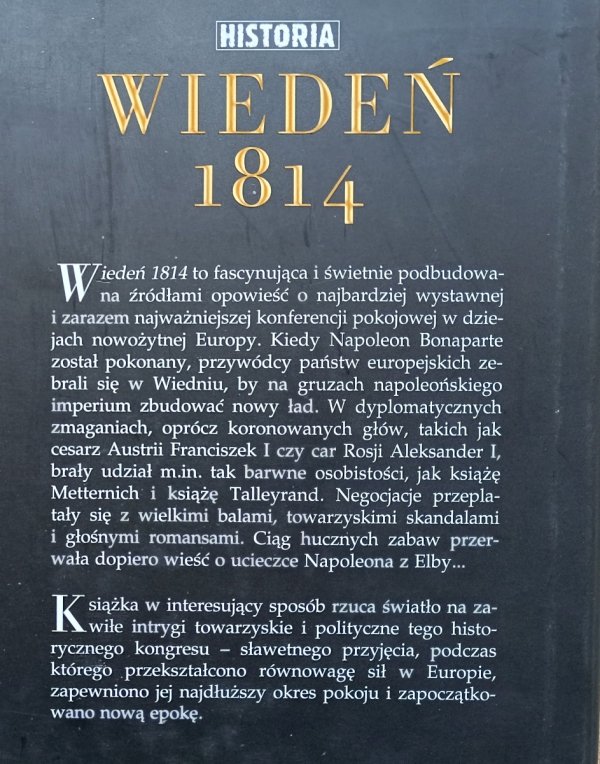 HISTORIA
WIEDEŃ
1814
Wiedeń 1814 to fascynująca i świetnie podbudowa-
na źródłami opowieść o najbardziej wystawnej
i zarazem najważniejszej konferencji pokojowej w dzie-
jach nowożytnej Europy. Kiedy Napoleon Bonaparte
został pokonany, przywódcy państw europejskich ze-
brali się w Wiedniu, by na gruzach napoleońskiego
imperium zbudować nowy ład. W dyplomatycznych
zmaganiach, oprócz koronowanych głów, takich jak
cesarz Austrii Franciszek I czy car Rosji Aleksander I,
brały udział m.in. tak barwne osobistości, jak książę
Metternich i książę Talleyrand. Negocjacje przepla-
tały się z wielkimi balami, towarzyskimi skandalami
i głośnymi romansami. Ciąg hucznych zabaw przer-
wała dopiero wieść o ucieczce Napoleona z Elby...
Książka w interesujący sposób rzuca światło na za-
wiłe intrygi towarzyskie i polityczne tego histo-
rycznego kongresu – sławetnego przyjęcia, podczas
którego przekształcono równowagę sił w Europie,
zapewniono jej najdłuższy okres pokoju i zapoczątko-
wano nową epokę.